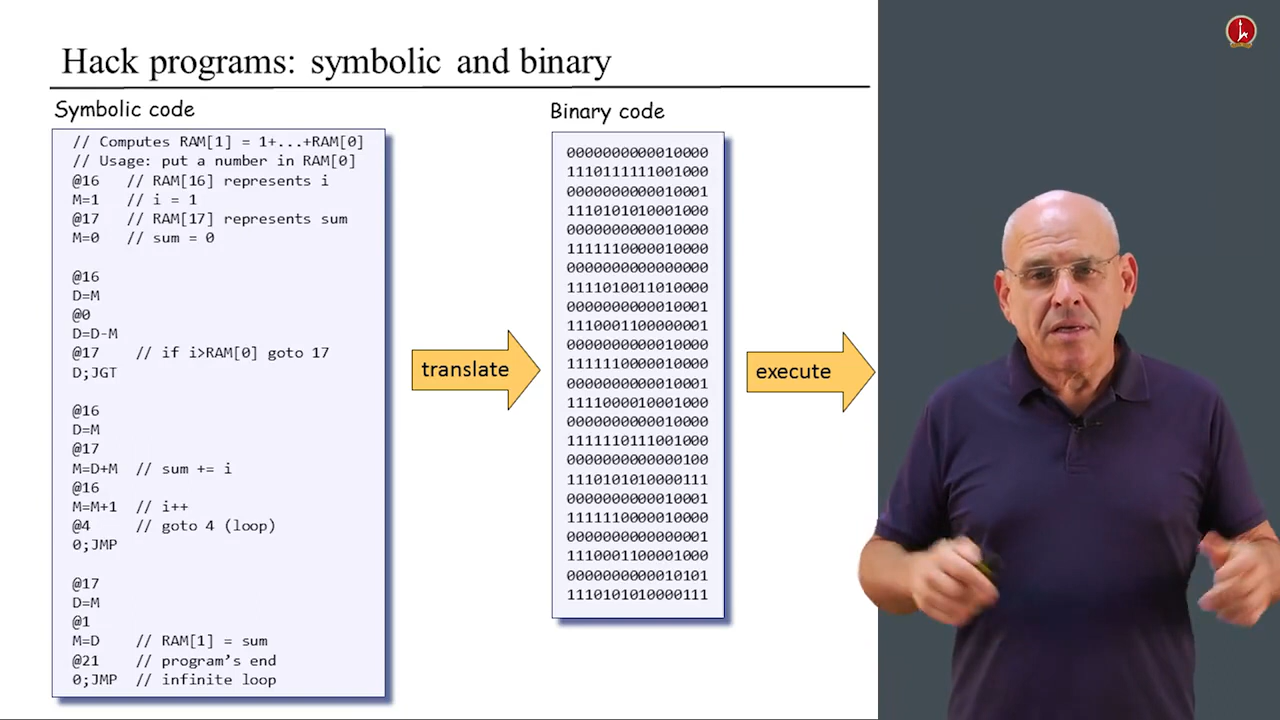 Hack programs: symbolic and binary
Symbolic code
// Computes RAM[1] = 1+...+RAM[0]
// Usage: put a number in RAM[0]
@16   // RAM[16] represents i
M=1   // i = 1
@17   // RAM[17] represents sum
M=0   // sum = 0
@16
D=M
@0
D=D-M
@17    // if i>RAM[0] goto 17
D;JGT
@16
D=M
@17
M=D+M  // sum += i
@16
M=M+1  // i++
@4     // goto 4 (loop)
0;JMP
@17
D=M
@1
M=D    // RAM[1] = sum
@21    // program’s end
0;JMP  // infinite loop
translate
Binary code
0000000000010000
1110111111001000
0000000000010001
1110101010001000
0000000000010000
1111110000010000
0000000000000000
1111010011010000
0000000000010001
1110001100000001
0000000000010000
1111110000010000
0000000000010001
1111000010001000
0000000000010000
1111110111001000
0000000000000100
1110101010000111
0000000000010001
1111110000010000
0000000000000001
1110001100001000
0000000000010101
1110101010000111
execute